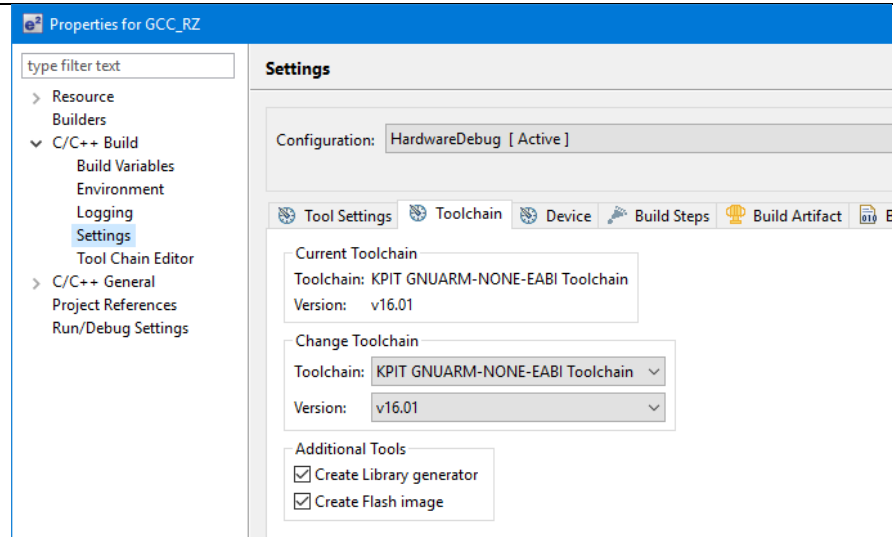 e² Properties for GCC_RZ
type filter text
Resource
Builders
C/C++ Build
Build Variables
Environment
Logging
Settings
Tool Chain Editor
C/C++ General
Project References
Run/Debug Settings
Settings
Configuration: HardwareDebug [ Active ]
Tool Settings Toolchain Device Build Steps Build Artifact
Current Toolchain
Toolchain: KPIT GNUARM-NONE-EABI Toolchain
Version: v16.01
Change Toolchain
Toolchain: KPIT GNUARM-NONE-EABI Toolchain
Version: v16.01
Additional Tools
Create Library generator
Create Flash image